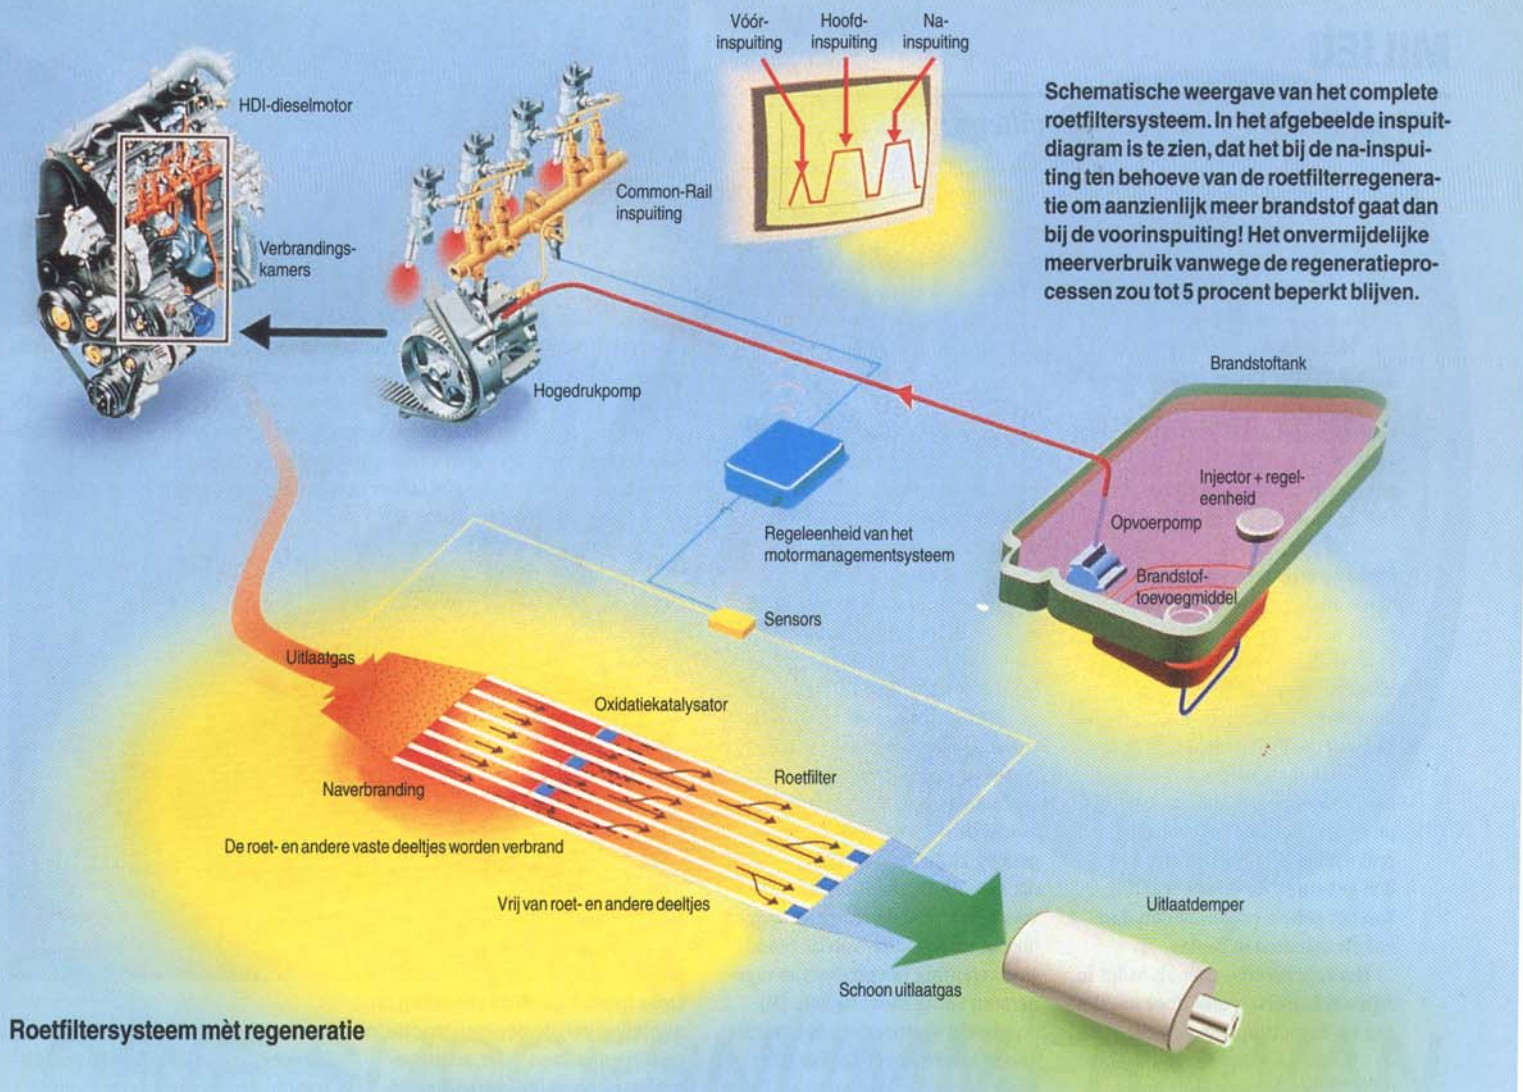 Vóór-
inspuiting
Hoofd-
inspuiting
Na-
inspuiting
HDI-dieselmotor
Verbrandings-
kamers
Common-Rail
inspuiting
Hogedrukpomp
Schematische weergave van het complete
roetfiltersysteem. In het afgebeelde inspuit-
diagram is te zien, dat het bij de na-inspui-
ting ten behoeve van de roetfilterregenera-
tie om aanzienlijk meer brandstof gaat dan
bij de voorinspuiting! Het onvermijdelijke
meerverbruik vanwege de regeneratiepro-
cessen zou tot 5 procent beperkt blijven.
Brandstoftank
Injector + regel-
eenheid
Opvoerpomp
Brandstof-
toevoegmiddel
Regeleenheid van het
motormanagementsysteem
Sensors
Uitlaatgas
Oxidatiekatalysator
Roetfilter
Naverbranding
De roet- en andere vaste deeltjes worden verbrand
Vrij van roet- en andere deeltjes
Uitlaatdemper
Schoon uitlaatgas
Roetfiltersysteem mèt regeneratie